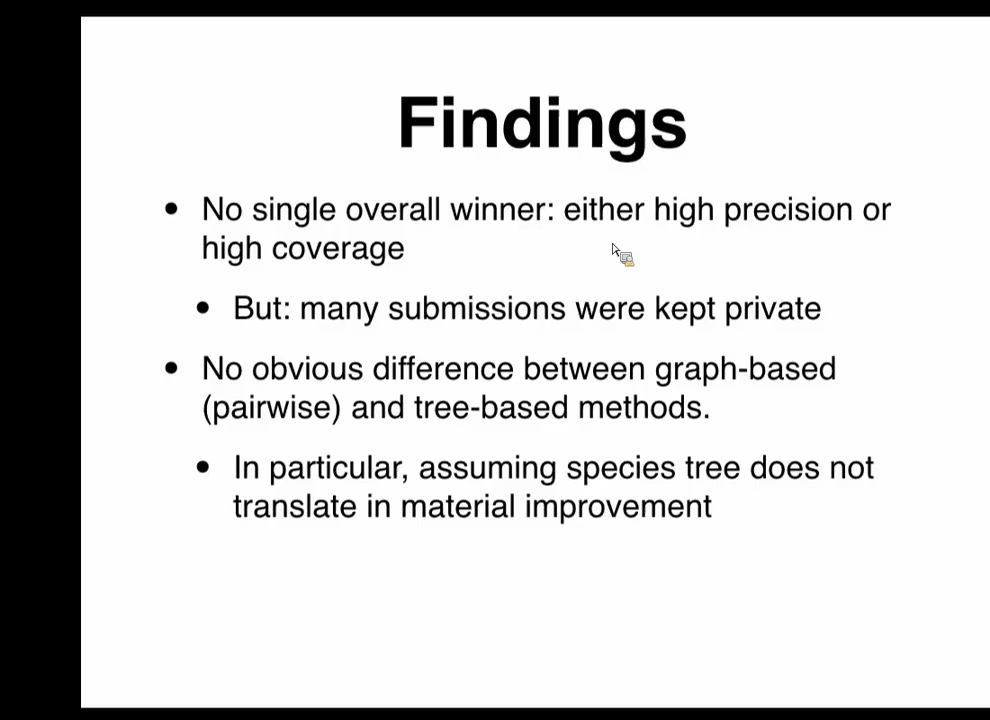 Findings
• No single overall winner: either high precision or
high coverage
• But: many submissions were kept private
• No obvious difference between graph-based
(pairwise) and tree-based methods.
• In particular, assuming species tree does not
translate in material improvement